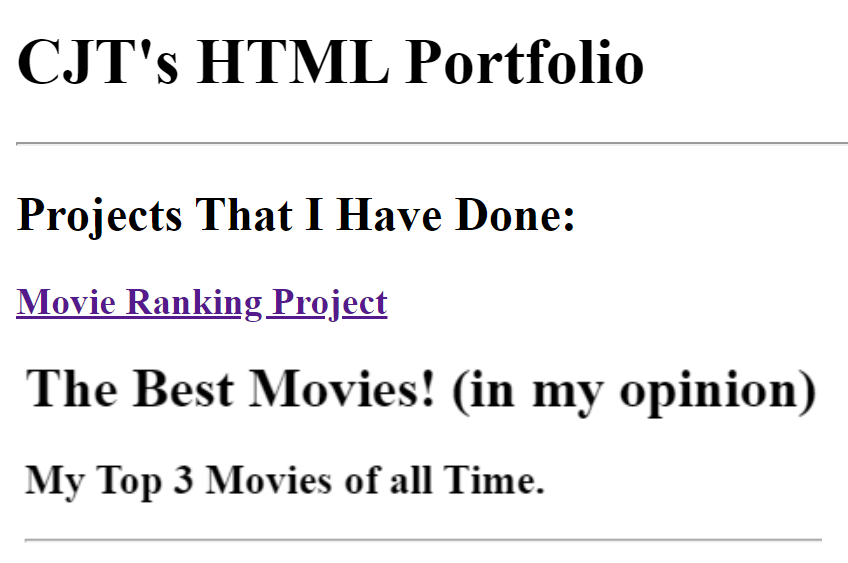 CJT's HTML Portfolio
Projects That I Have Done:
Movie Ranking Project
The Best Movies! (in my opinion)
My Top 3 Movies of all Time.